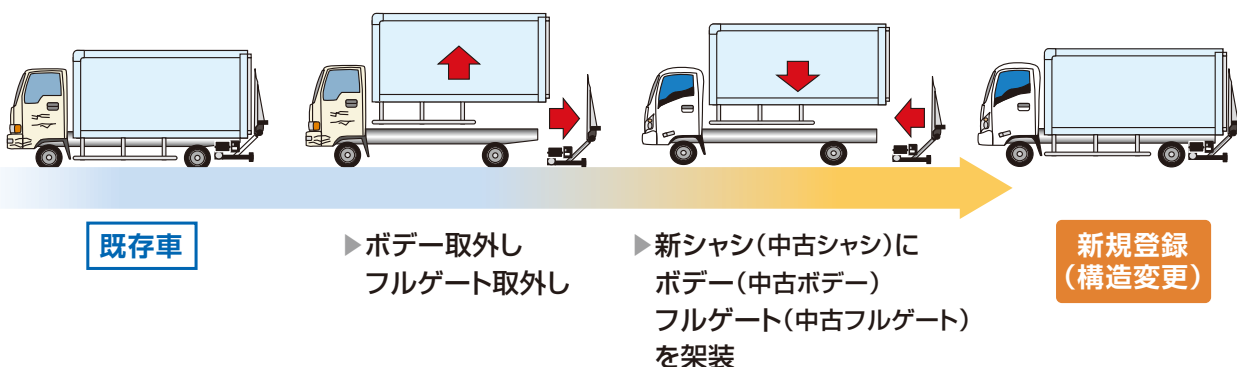 既存車
▶ボデー取外し
フルゲート取外し
▶新シャシ(中古シャシ)に
ボデー(中古ボデー)
フルゲート(中古フルゲート)
を架装
新規登録
(構造変更)